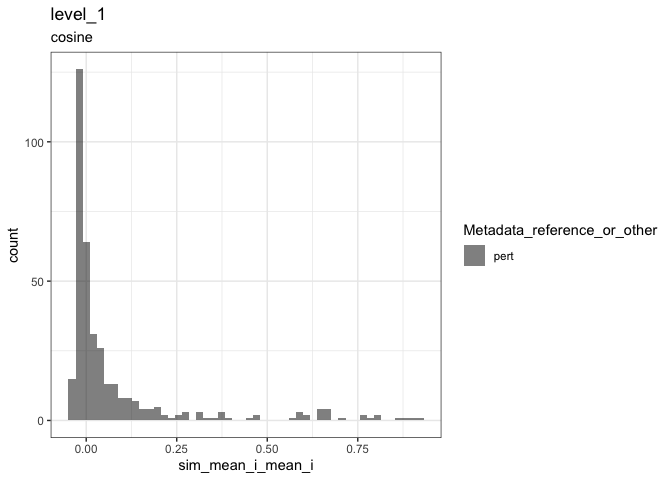 level_1
cosine
100
50
0
count
0.00 0.25 0.50 0.75
sim_mean_i_mean_i
Metadata_reference_or_other
pert